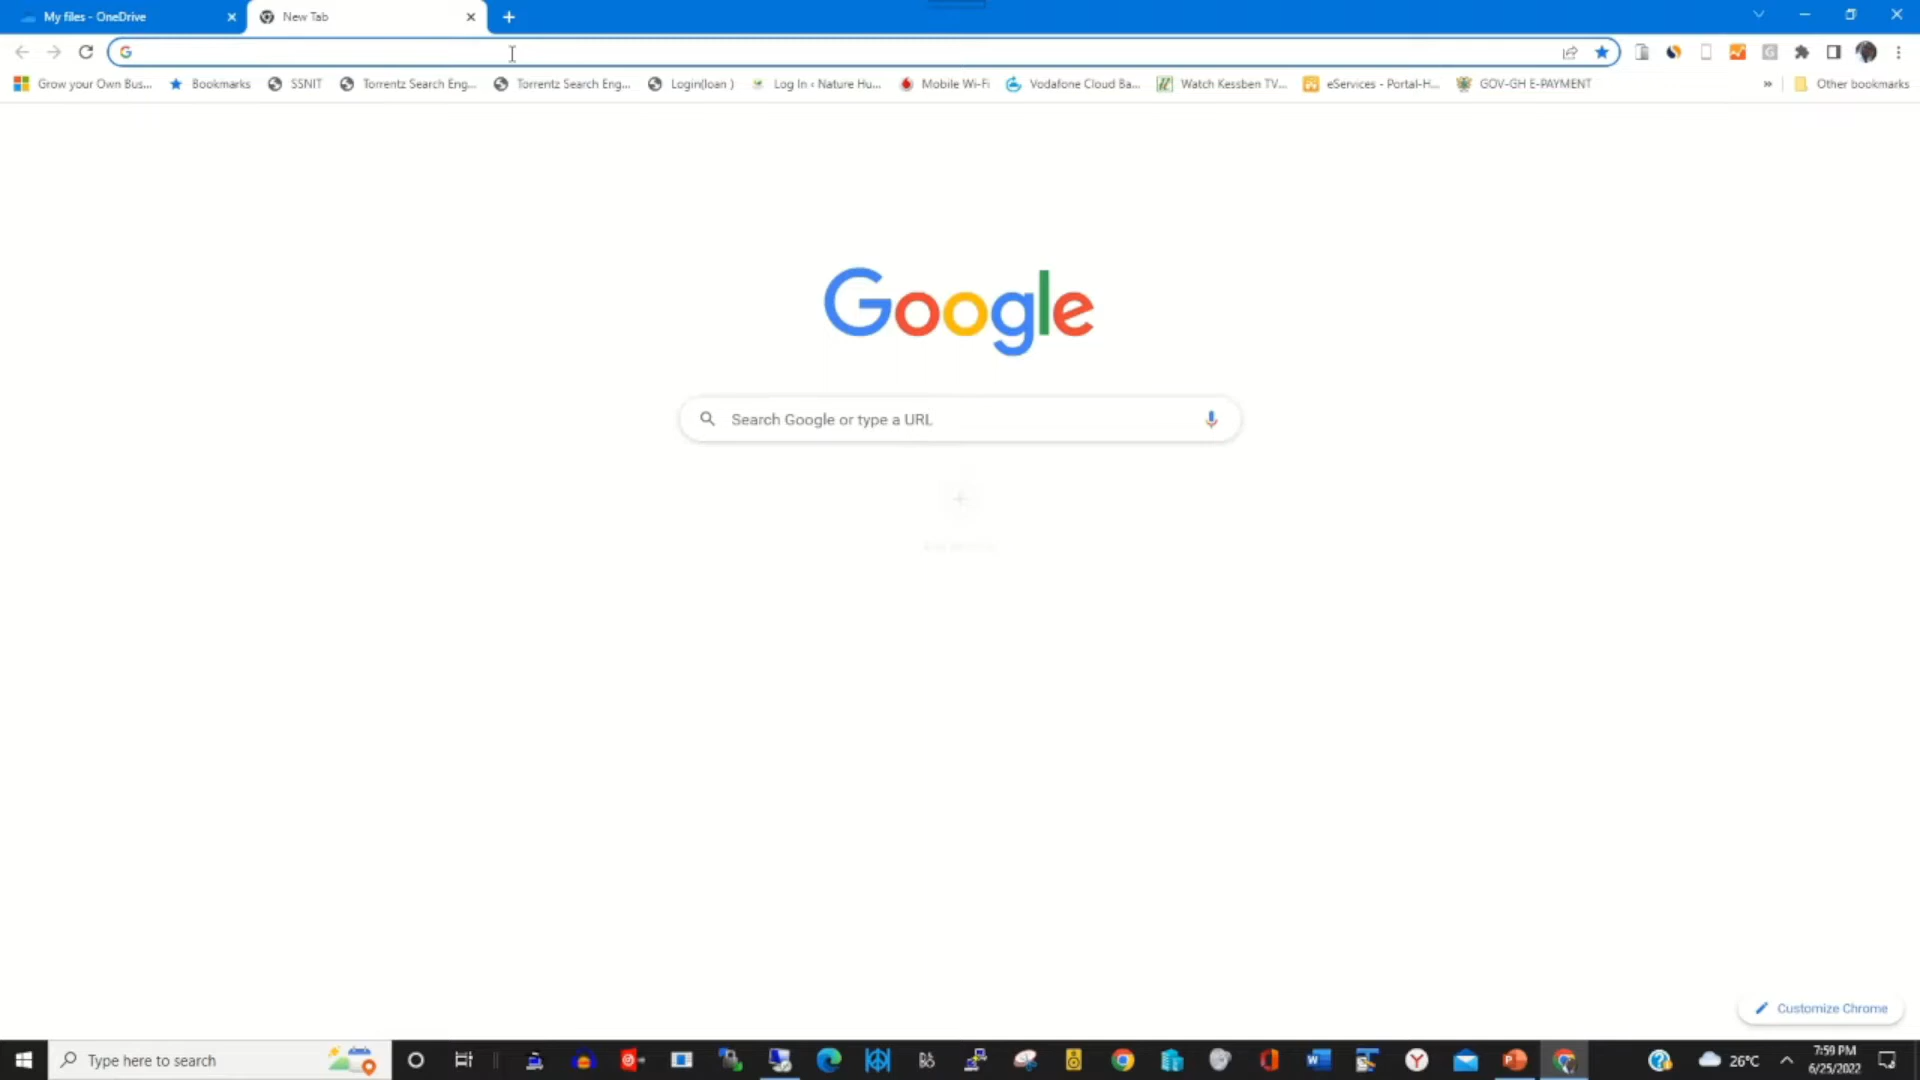 My files - OneDrive
New Tab
Grow your Own Bus...
Bookmarks
SSNIT
Torrentz Search Eng...
Torrentz Search Eng...
Login(loan )
Log In ‹ Nature Hu...
Mobile Wi-Fi
Vodafone Cloud Ba...
Watch Kessben TV...
eServices - Portal-H...
GOV-GH E-PAYMENT
»
Other bookmarks
Google
Search Google or type a URL
Customize Chrome
Type here to search
26°C
7:59 PM
6/25/2022